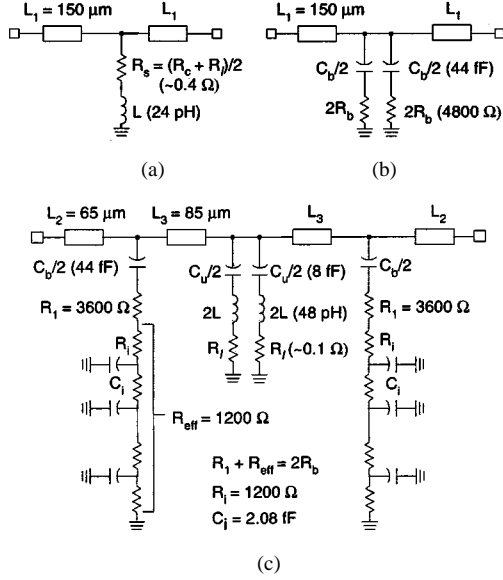 L₁ = 150 μm
L₁
Rₛ = (R꜀ + Rₗ)/2
(~0.4 Ω)
L (24 pH)
(a)
L₁ = 150 μm
L₁
C_b/2
C_b/2 (44 fF)
2R_b
2R_b (4800 Ω)
(b)
L₂ = 65 μm
L₃ = 85 μm
L₃
L₂
C_b/2 (44 fF)
C_u/2
C_u/2 (8 fF)
C_b/2
R₁ = 3600 Ω
2L
2L (48 pH)
R₁ = 3600 Ω
R_i
R_l
R_l (~0.1 Ω)
R_i
C_i
C_i
R_eff = 1200 Ω
R₁ + R_eff = 2R_b
R_i = 1200 Ω
C_i = 2.08 fF
(c)